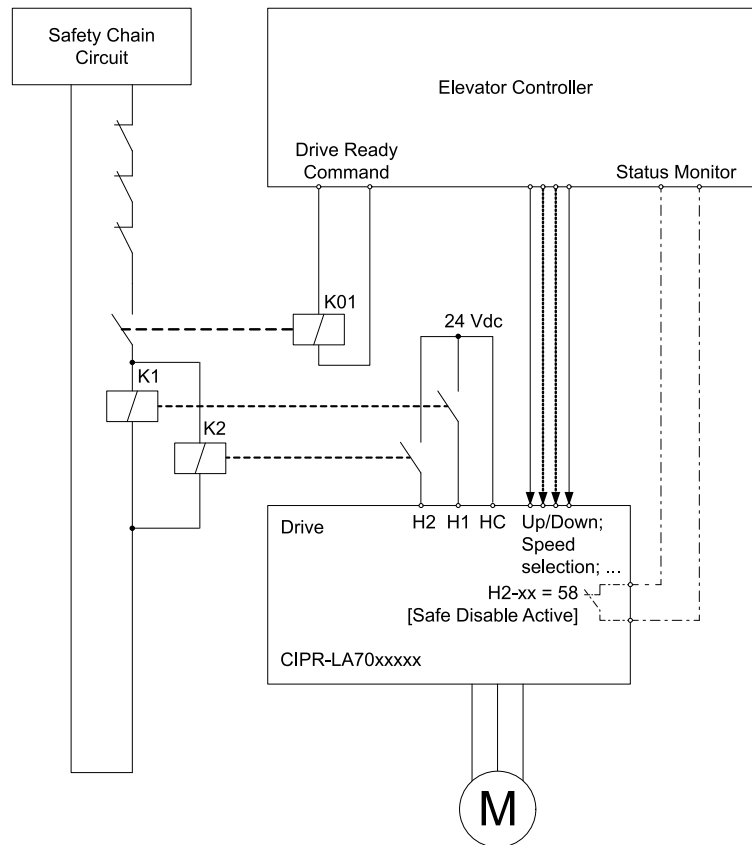 Safety Chain
Circuit
Elevator Controller
Drive Ready
Command
Status Monitor
K01
24 Vdc
K1
K2
Drive
H2
H1
HC
Up/Down;
Speed
selection; ...
H2-xx = 58
[Safe Disable Active]
CIPR-LA70xxxxx
M